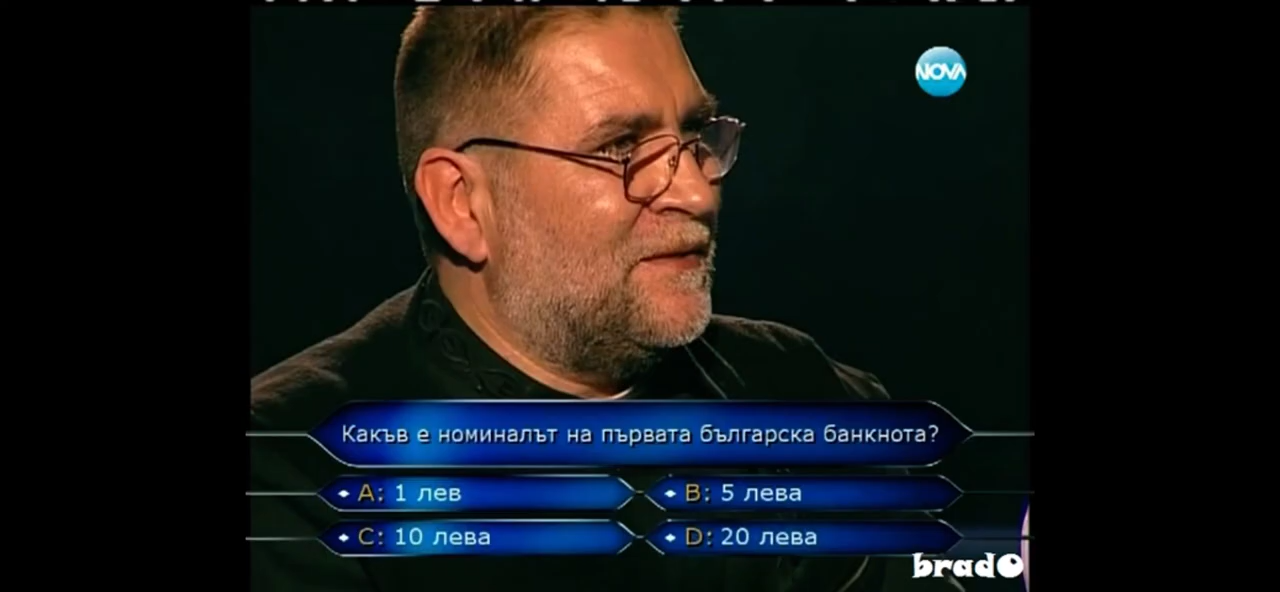 NOVA
Какъв е номиналът на първата българска банкнота?
A: 1 лев
B: 5 лева
C: 10 лева
D: 20 лева
bradO